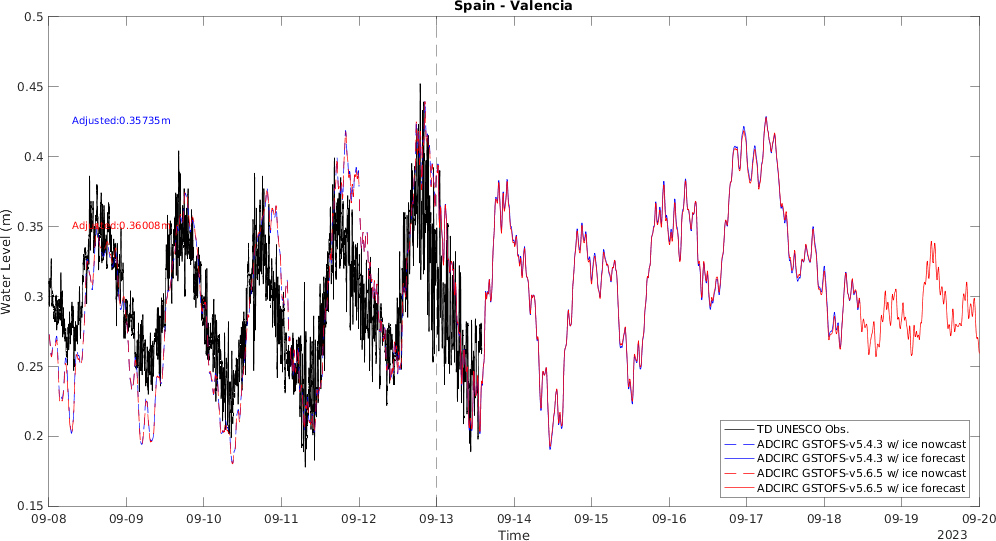 Spain - Valencia
0.5
0.45
0.4
0.35
0.3
0.25
0.2
0.15
Water Level (m)
Adjusted:0.35735m
Adjusted:0.36008m
TD UNESCO Obs.
ADCIRC GSTOFS-v5.4.3 w/ ice nowcast
ADCIRC GSTOFS-v5.4.3 w/ ice forecast
ADCIRC GSTOFS-v5.6.5 w/ ice nowcast
ADCIRC GSTOFS-v5.6.5 w/ ice forecast
09-08 09-09 09-10 09-11 09-12 09-13 09-14 09-15 09-16 09-17 09-18 09-19 09-20
Time
2023